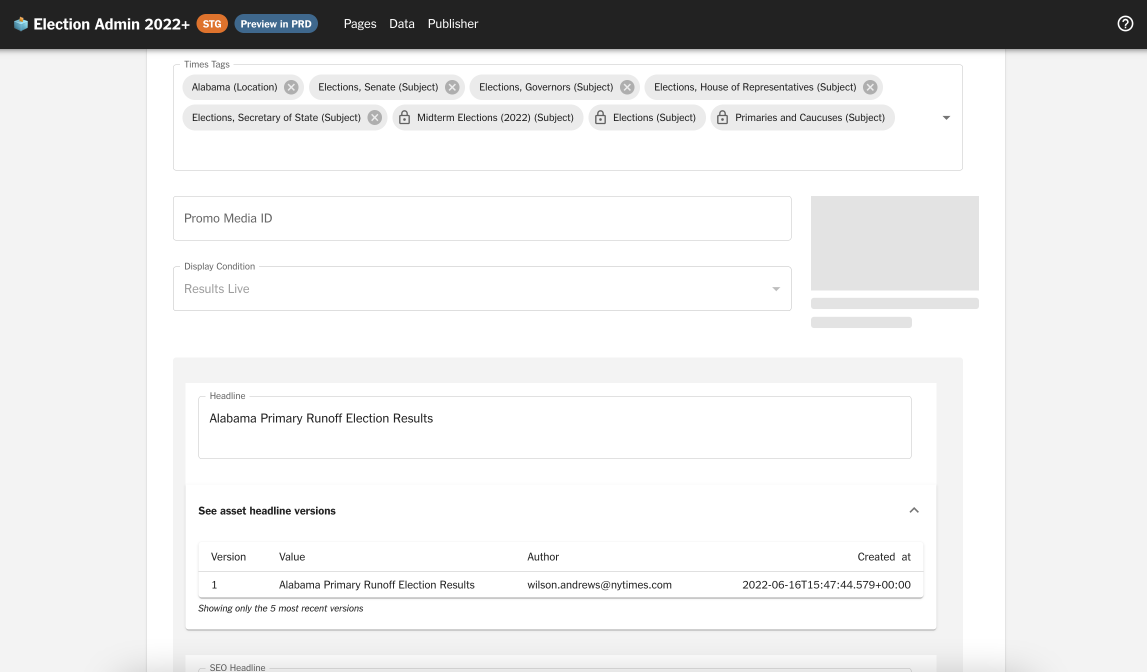 Election Admin 2022+ STG Preview in PRD Pages Data Publisher
Times Tags
Alabama (Location) Elections, Senate (Subject) Elections, Governors (Subject) Elections, House of Representatives (Subject)
Elections, Secretary of State (Subject) Midterm Elections (2022) (Subject) Elections (Subject) Primaries and Caucuses (Subject)
Promo Media ID
Display Condition
Results Live
Headline
Alabama Primary Runoff Election Results
See asset headline versions
Version Value Author Created at
1 Alabama Primary Runoff Election Results wilson.andrews@nytimes.com 2022-06-16T15:47:44.579+00:00
Showing only the 5 most recent versions
SEO Headline